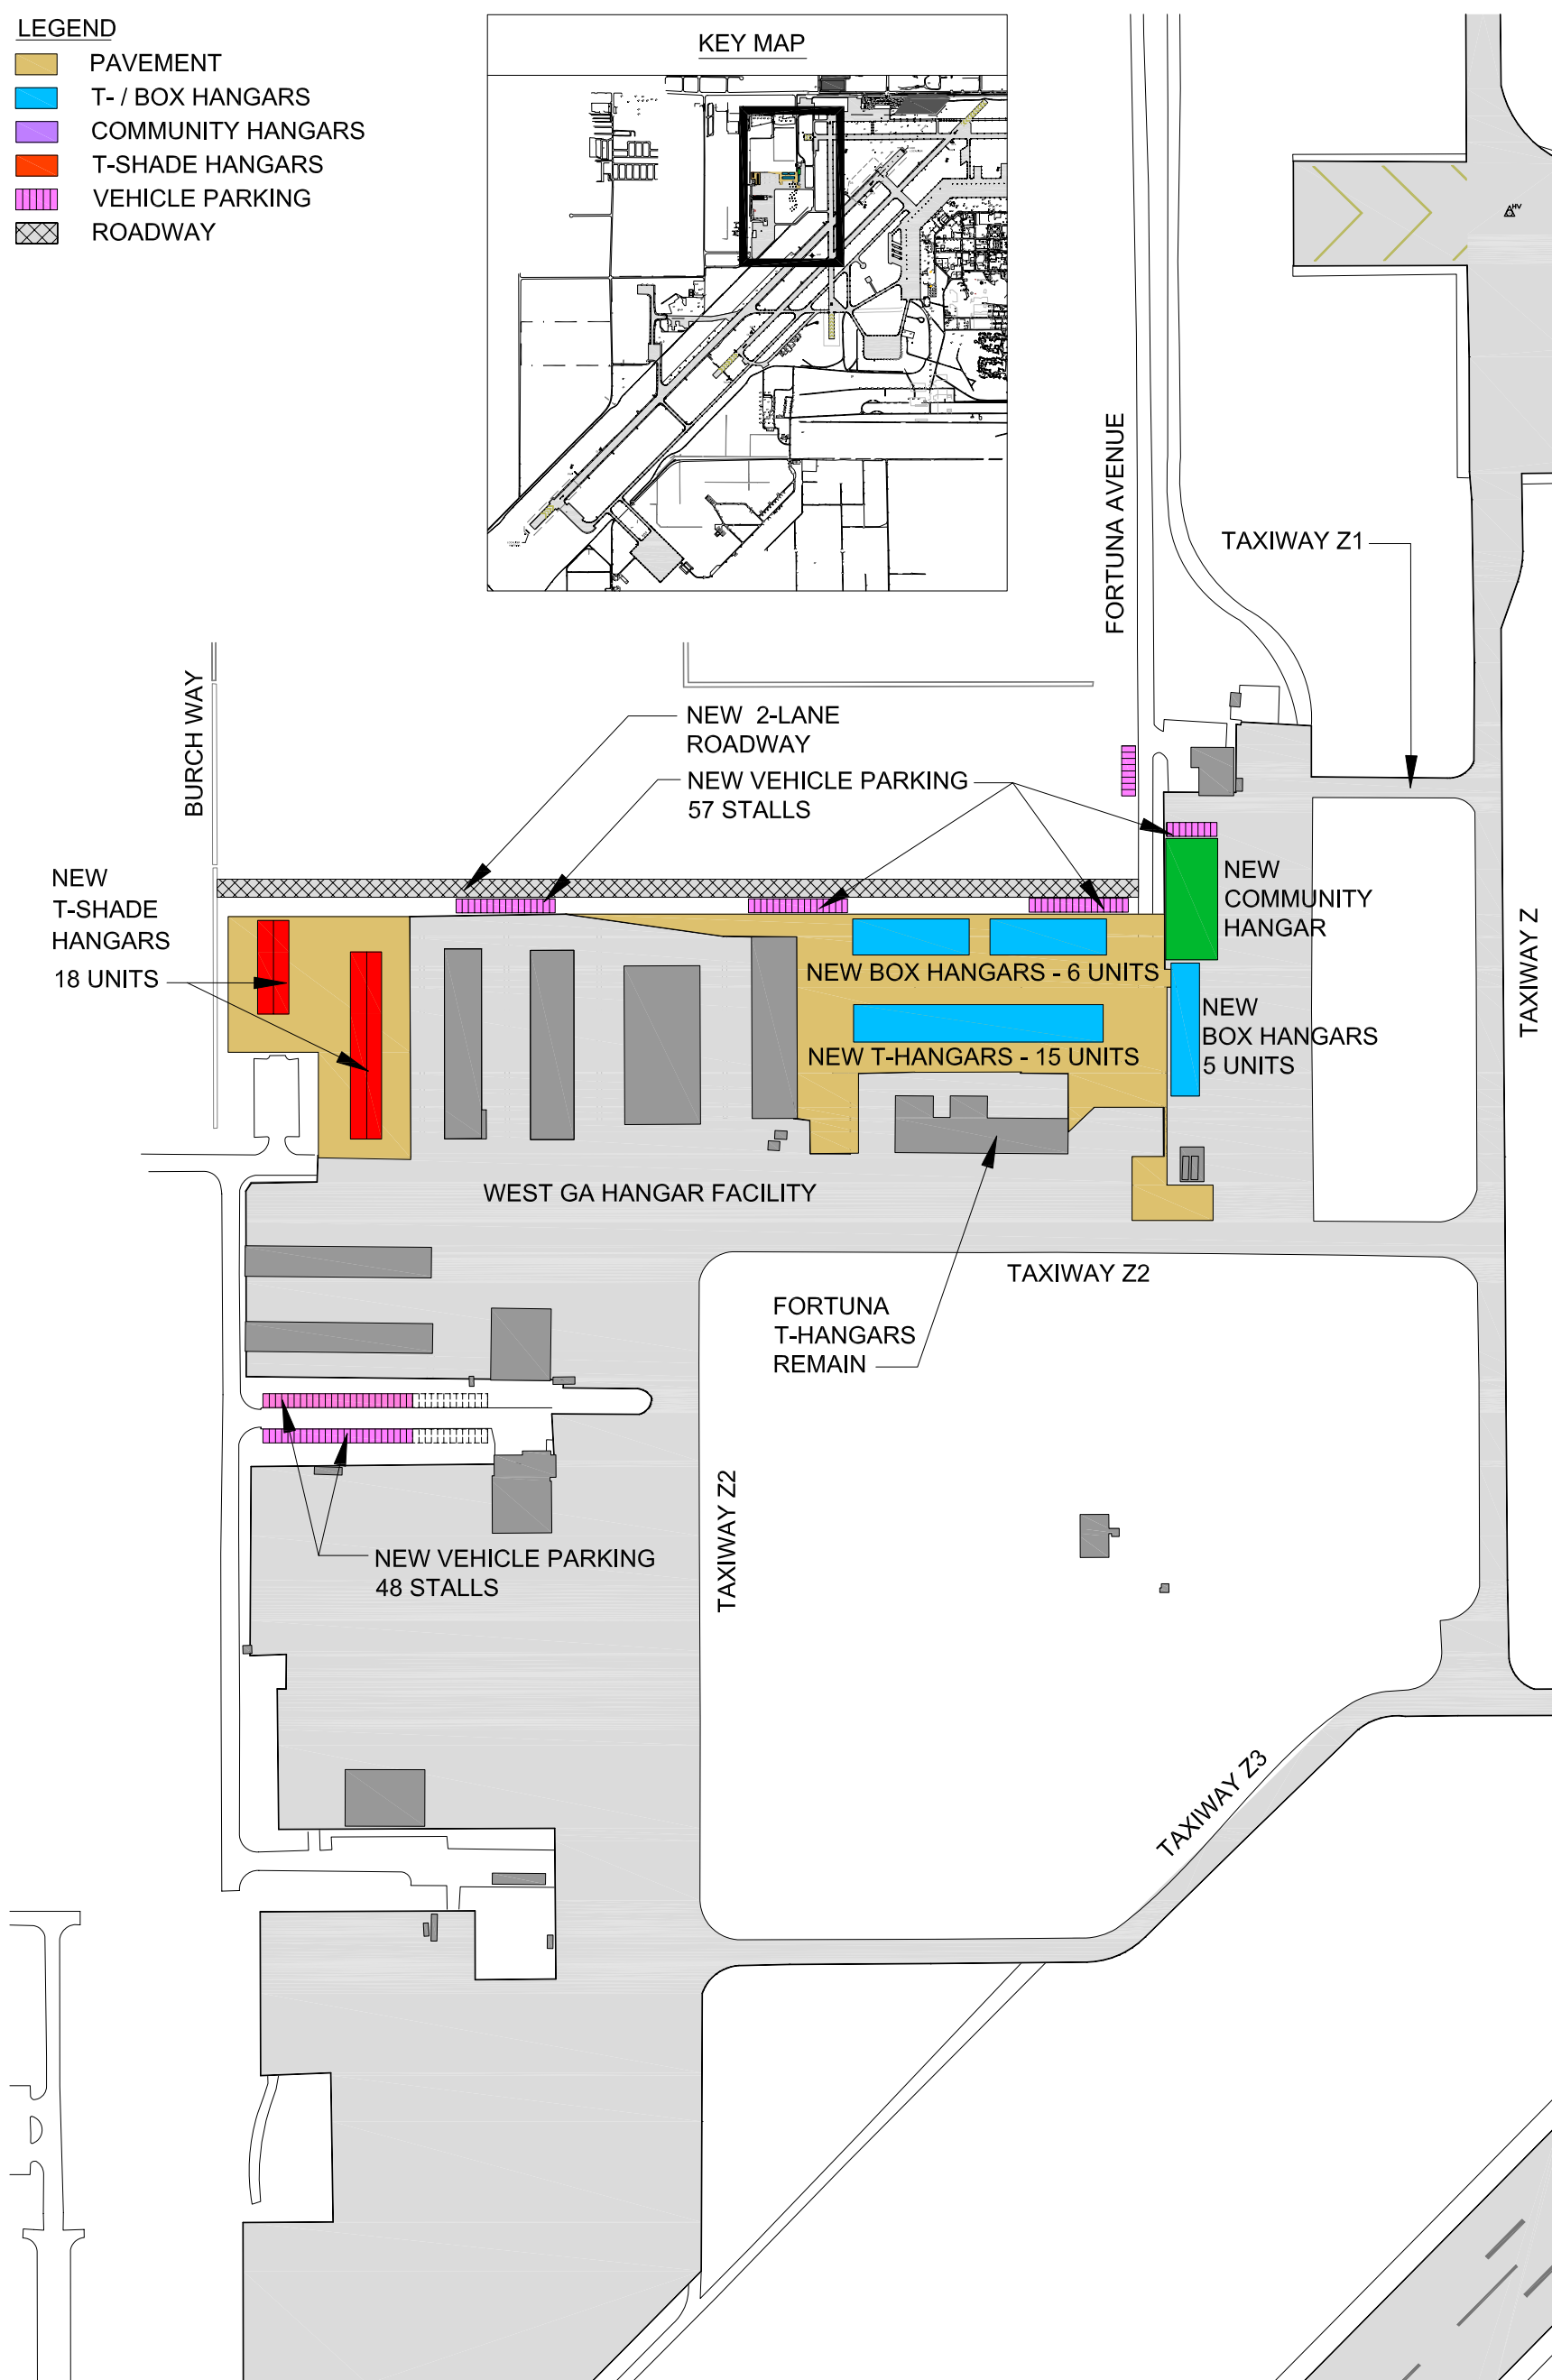 LEGEND
PAVEMENT
T- / BOX HANGARS
COMMUNITY HANGARS
T-SHADE HANGARS
VEHICLE PARKING
ROADWAY
KEY MAP
HV
FORTUNA AVENUE
TAXIWAY Z1
BURCH WAY
NEW 2-LANE
ROADWAY
NEW VEHICLE PARKING
57 STALLS
NEW
T-SHADE
HANGARS
18 UNITS
NEW
COMMUNITY
HANGAR
TAXIWAY Z
NEW BOX HANGARS - 6 UNITS
NEW
BOX HANGARS
5 UNITS
NEW T-HANGARS - 15 UNITS
WEST GA HANGAR FACILITY
TAXIWAY Z2
FORTUNA
T-HANGARS
REMAIN
TAXIWAY Z2
NEW VEHICLE PARKING
48 STALLS
TAXIWAY Z3